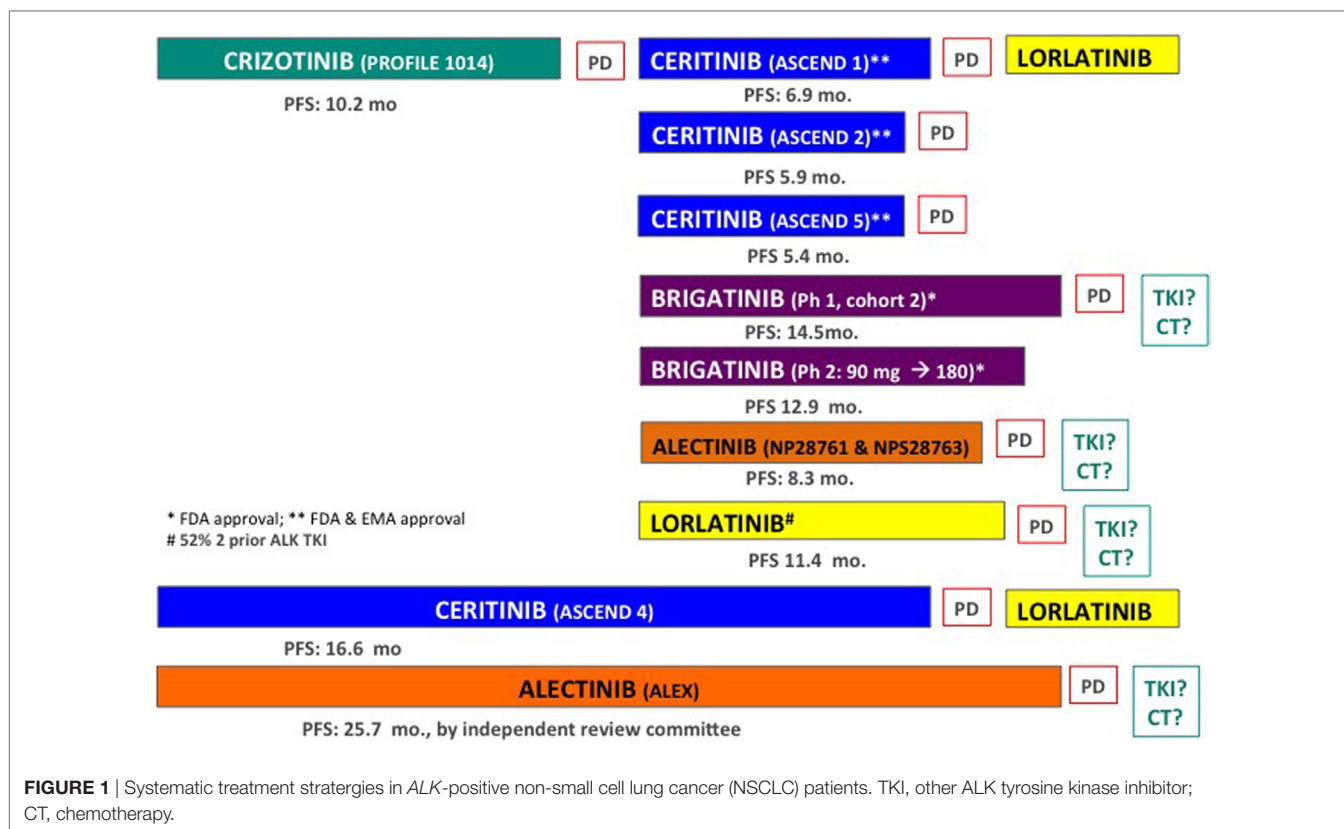 CRIZOTINIB (PROFILE 1014) PD CERITINIB (ASCEND 1)** PD LORLATINIB
PFS: 10.2 mo PFS: 6.9 mo.
CERITINIB (ASCEND 2)** PD
PFS 5.9 mo.
CERITINIB (ASCEND 5)** PD
PFS 5.4 mo.
BRIGATINIB (Ph 1, cohort 2)* PD TKI?
CT?
PFS: 14.5mo.
BRIGATINIB (Ph 2: 90 mg → 180)*
PFS 12.9 mo.
ALECTINIB (NP28761 & NPS28763) PD TKI?
CT?
PFS: 8.3 mo.
* FDA approval; ** FDA & EMA approval
# 52% 2 prior ALK TKI
LORLATINIB# PD TKI?
CT?
PFS 11.4 mo.
CERITINIB (ASCEND 4) PD LORLATINIB
PFS: 16.6 mo
ALECTINIB (ALEX) PD TKI?
CT?
PFS: 25.7 mo., by independent review committee
FIGURE 1 | Systematic treatment stratergies in ALK-positive non-small cell lung cancer (NSCLC) patients. TKI, other ALK tyrosine kinase inhibitor;
CT, chemotherapy.